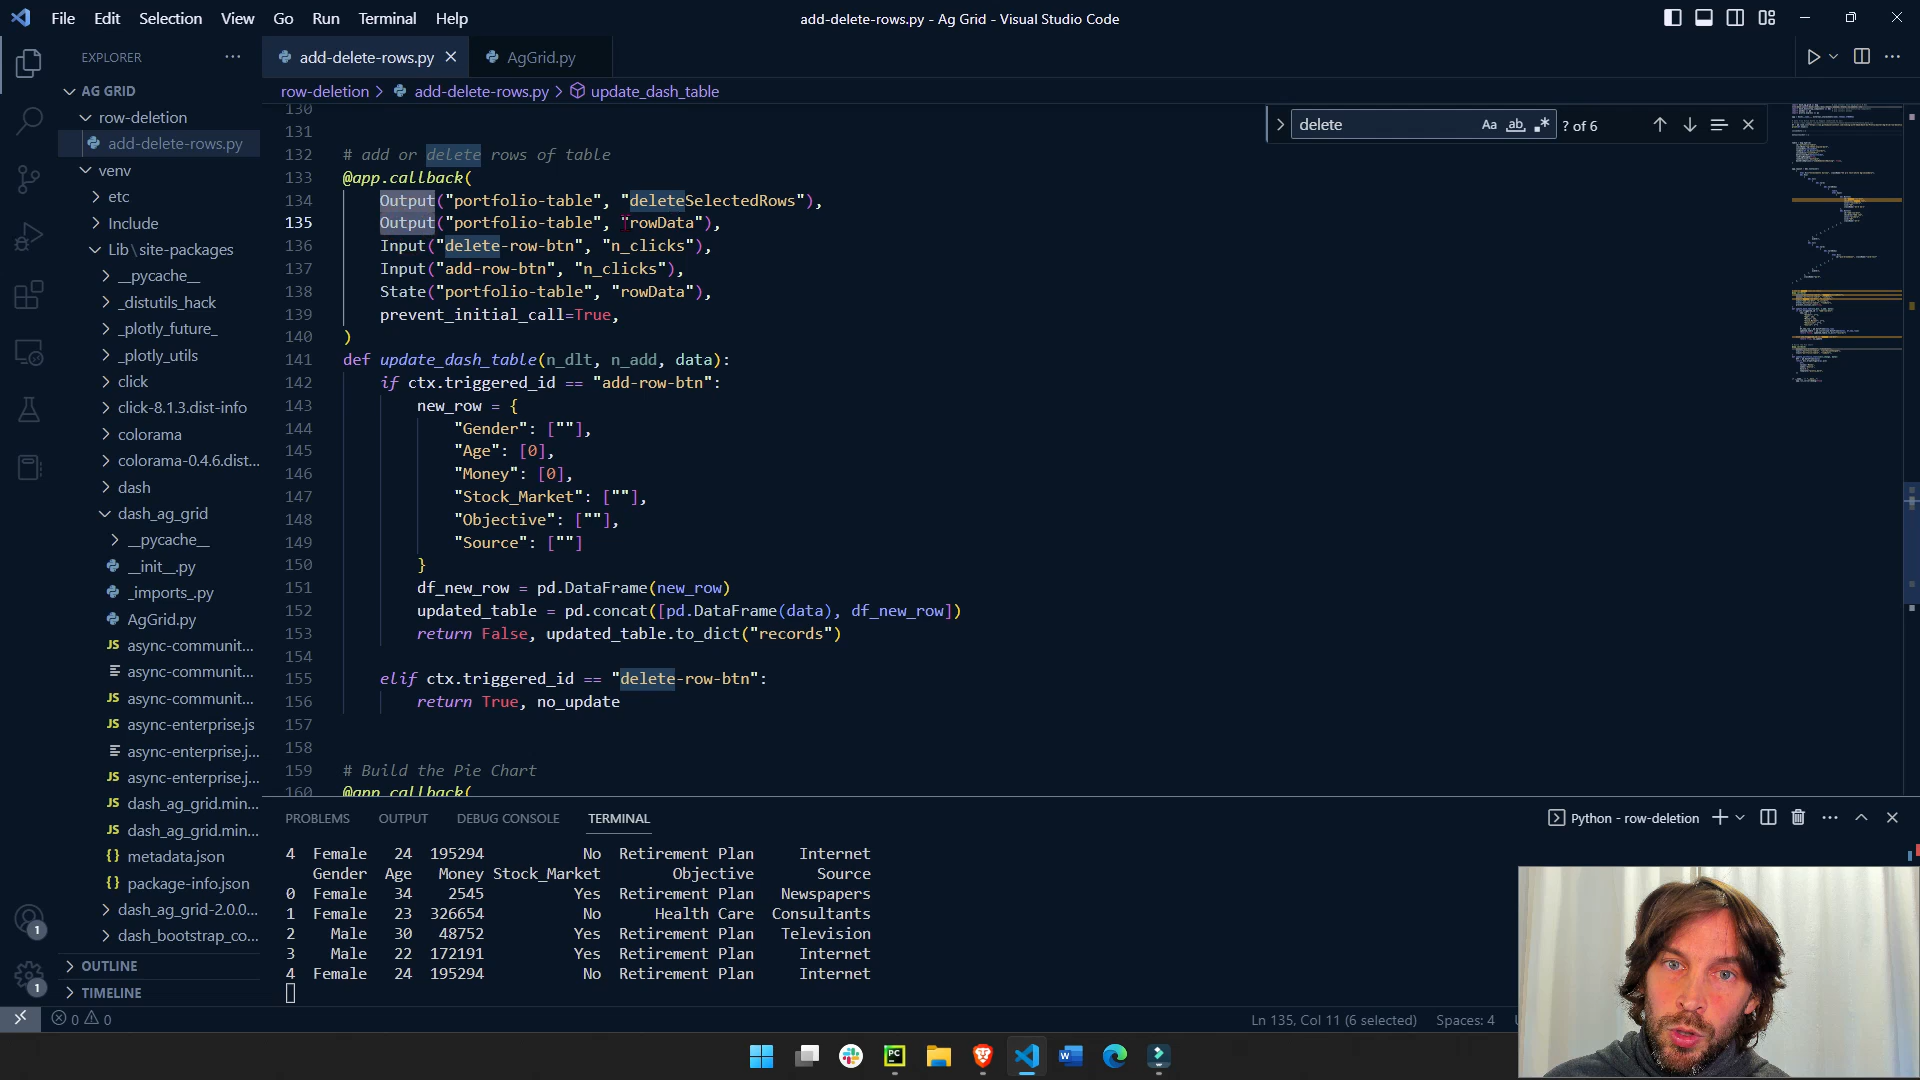 File Edit Selection View Go Run Terminal Help
add-delete-rows.py - Ag Grid - Visual Studio Code
EXPLORER
AG GRID
row-deletion
add-delete-rows.py
venv
etc
Include
Lib\site-packages
__pycache__
_distutils_hack
_plotly_future_
_plotly_utils
click
click-8.1.3.dist-info
colorama
colorama-0.4.6.dist...
dash
dash_ag_grid
__pycache__
__init__.py
_imports_.py
AgGrid.py
JS async-communit...
async-communit...
JS async-communit...
JS async-enterprise.js
async-enterprise.j...
JS async-enterprise.j...
JS dash_ag_grid.min...
JS dash_ag_grid.min...
{} metadata.json
{} package-info.json
dash_ag_grid-2.0.0...
dash_bootstrap_co...
OUTLINE
TIMELINE
add-delete-rows.py AgGrid.py
row-deletion > add-delete-rows.py > update_dash_table
delete Aa ab ? of 6
130
131
132 # add or delete rows of table
133 @app.callback(
134 Output("portfolio-table", "deleteSelectedRows"),
135 Output("portfolio-table", "rowData"),
136 Input("delete-row-btn", "n_clicks"),
137 Input("add-row-btn", "n_clicks"),
138 State("portfolio-table", "rowData"),
139 prevent_initial_call=True,
140 )
141 def update_dash_table(n_dlt, n_add, data):
142 if ctx.triggered_id == "add-row-btn":
143 new_row = {
144 "Gender": [""],
145 "Age": [0],
146 "Money": [0],
147 "Stock_Market": [""],
148 "Objective": [""],
149 "Source": [""]
150 }
151 df_new_row = pd.DataFrame(new_row)
152 updated_table = pd.concat([pd.DataFrame(data), df_new_row])
153 return False, updated_table.to_dict("records")
154
155 elif ctx.triggered_id == "delete-row-btn":
156 return True, no_update
157
158
159 # Build the Pie Chart
160 @app.callback(
PROBLEMS OUTPUT DEBUG CONSOLE TERMINAL
Python - row-deletion
4 Female 24 195294 No Retirement Plan Internet
Gender Age Money Stock_Market Objective Source
0 Female 34 2545 Yes Retirement Plan Newspapers
1 Female 23 326654 No Health Care Consultants
2 Male 30 48752 Yes Retirement Plan Television
3 Male 22 172191 Yes Retirement Plan Internet
4 Female 24 195294 No Retirement Plan Internet
1
1
0 0
Ln 135, Col 11 (6 selected) Spaces: 4